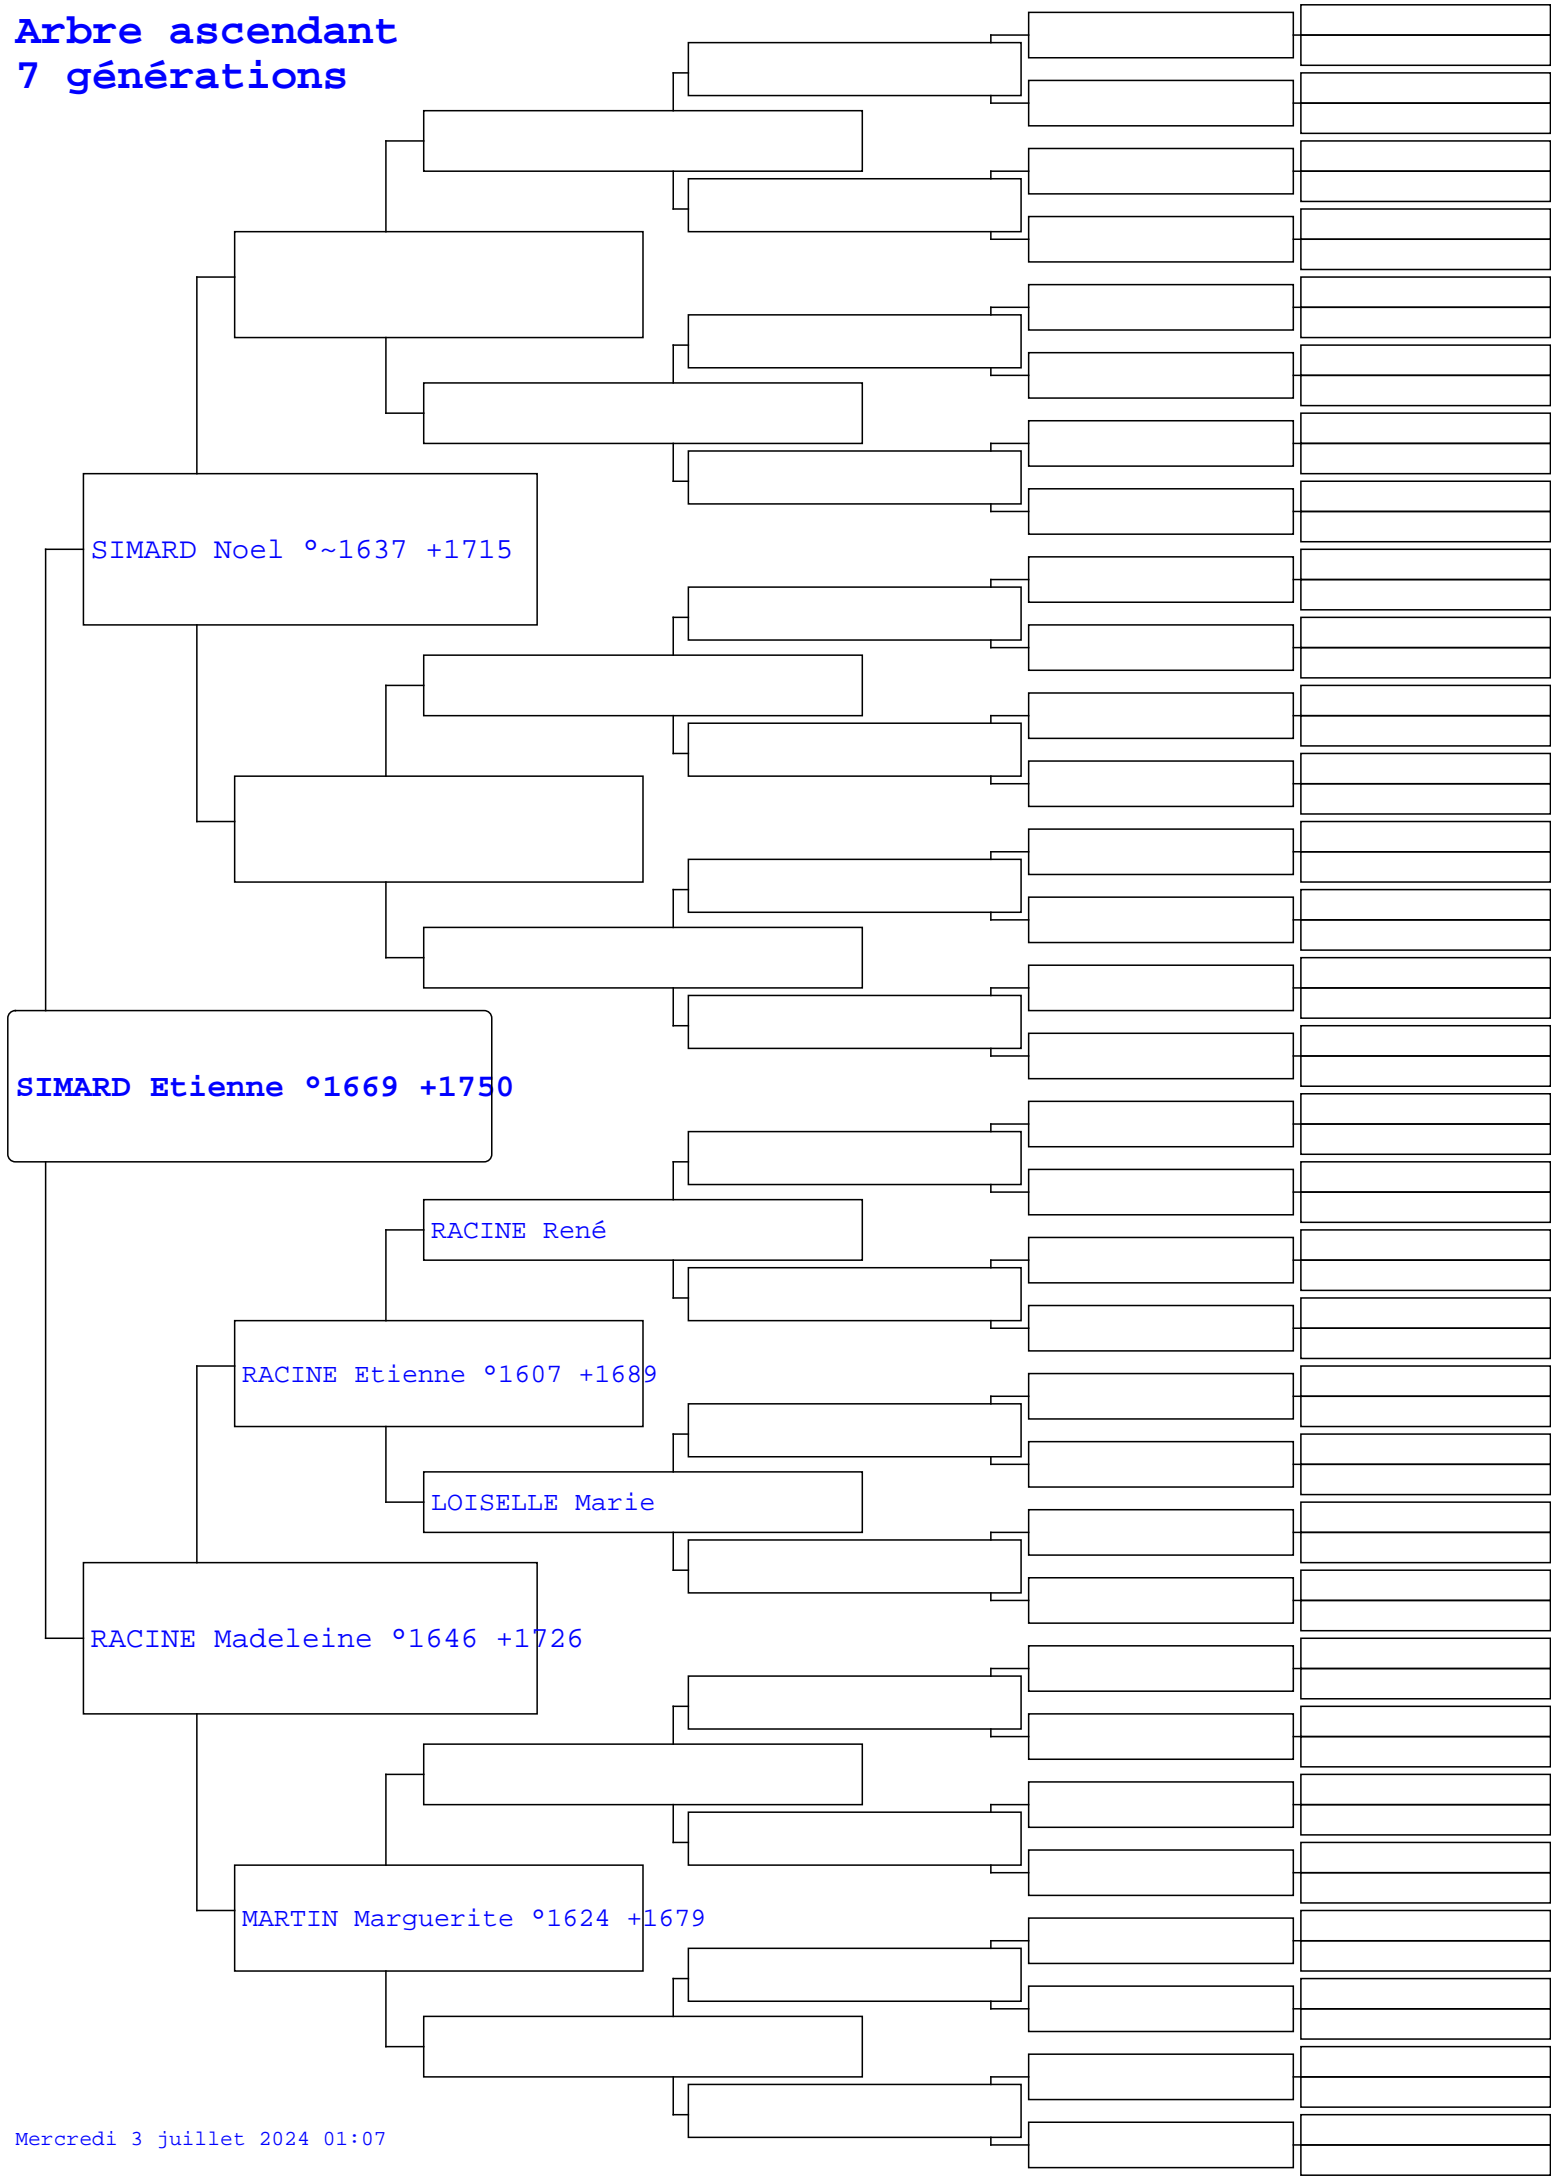 Arbre ascendant
7 générations
SIMARD Noel °~1637 +1715
SIMARD Etienne °1669 +1750
RACINE René
RACINE Etienne °1607 +1689
LOISELLE Marie
RACINE Madeleine °1646 +1726
MARTIN Marguerite °1624 +1679
Mercredi 3 juillet 2024 01:07